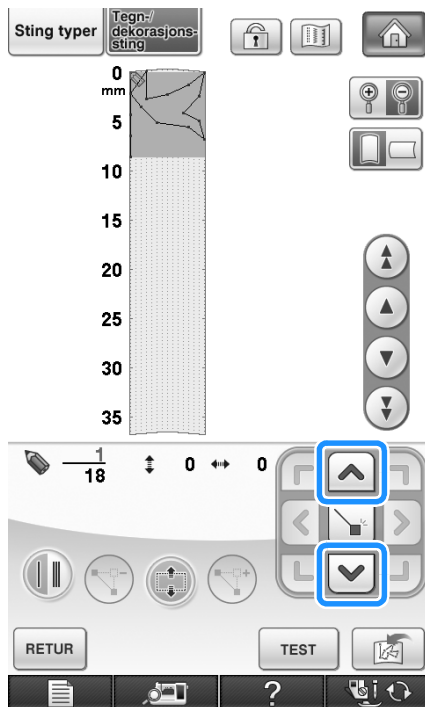 Sting typer
Tegn-/
dekorasjons-
sting
0
mm
5
10
15
20
25
30
35
1
18
0
0
RETUR
TEST
?